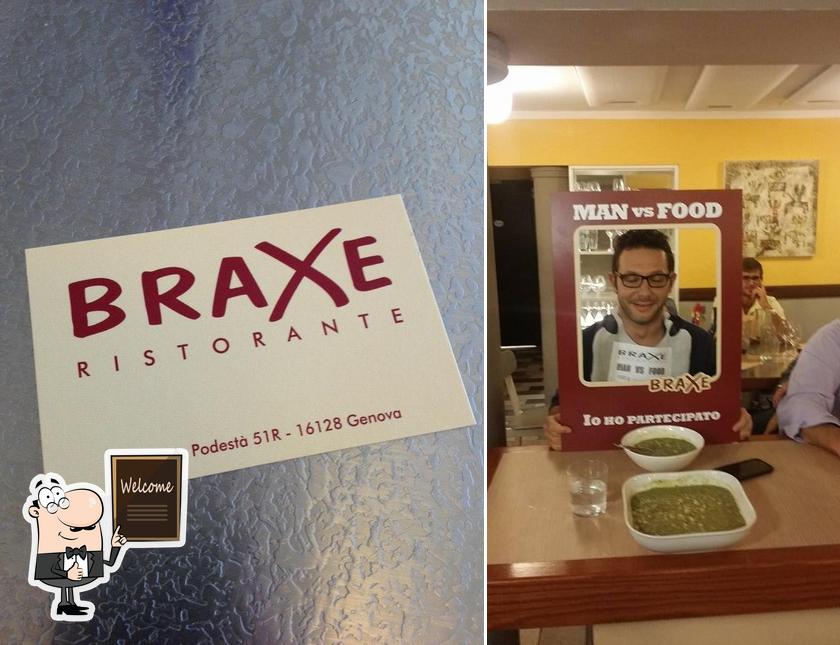 BRAXE
RISTORANTE
Podestà 51R - 16128 Genova
Welcome
MAN vs FOOD
BRAXE
MAN VS FOOD
BRAXE
Io ho partecipato